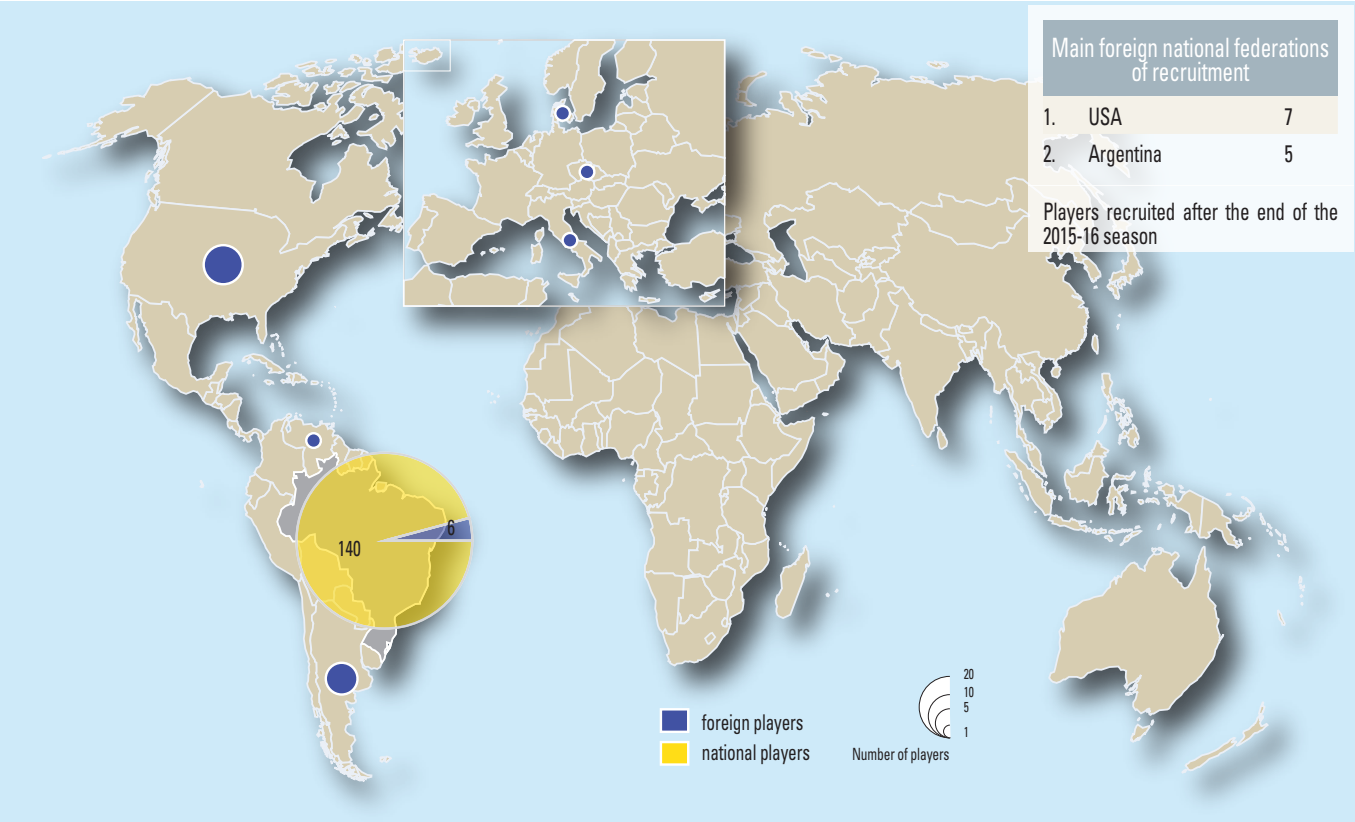 Main foreign national federations
of recruitment
1. USA 7
2. Argentina 5
Players recruited after the end of the
2015-16 season
6
140
foreign players
national players
20
10
5
1
Number of players